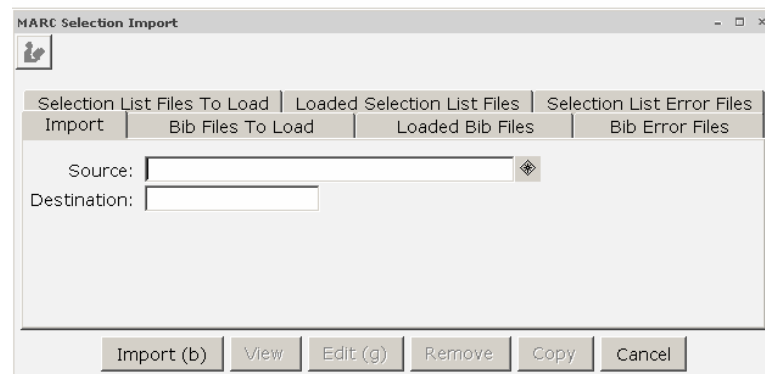 MARC Selection Import
Selection List Files To Load Loaded Selection List Files Selection List Error Files
Import Bib Files To Load Loaded Bib Files Bib Error Files
Source:
Destination:
Import (b) View Edit (g) Remove Copy Cancel